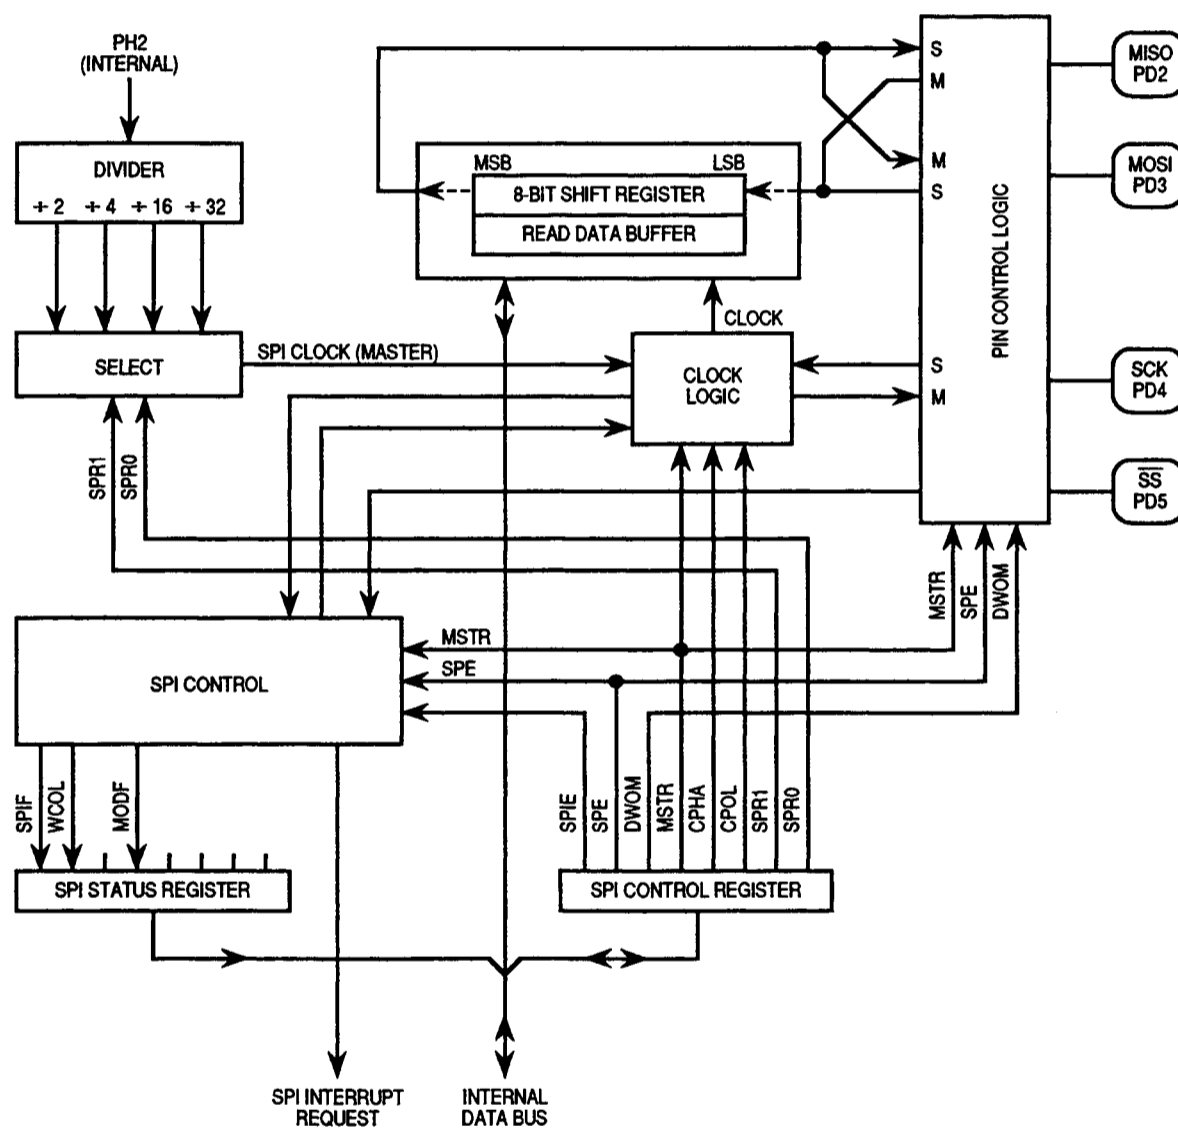 PH2
(INTERNAL)
DIVIDER
÷ 2 ÷ 4 ÷ 16 ÷ 32
SELECT
SPR1
SPR0
SPI CLOCK (MASTER)
MSB LSB
8-BIT SHIFT REGISTER
READ DATA BUFFER
CLOCK
CLOCK
LOGIC
S
M
M
S
S
M
PIN CONTROL LOGIC
MISO
PD2
MOSI
PD3
SCK
PD4
SS
PD5
MSTR
SPE
DWOM
SPI CONTROL
MSTR
SPE
SPIF
WCOL
MODF
SPI STATUS REGISTER
SPIE
SPE
DWOM
MSTR
CPHA
CPOL
SPR1
SPR0
SPI CONTROL REGISTER
SPI INTERRUPT
REQUEST
INTERNAL
DATA BUS